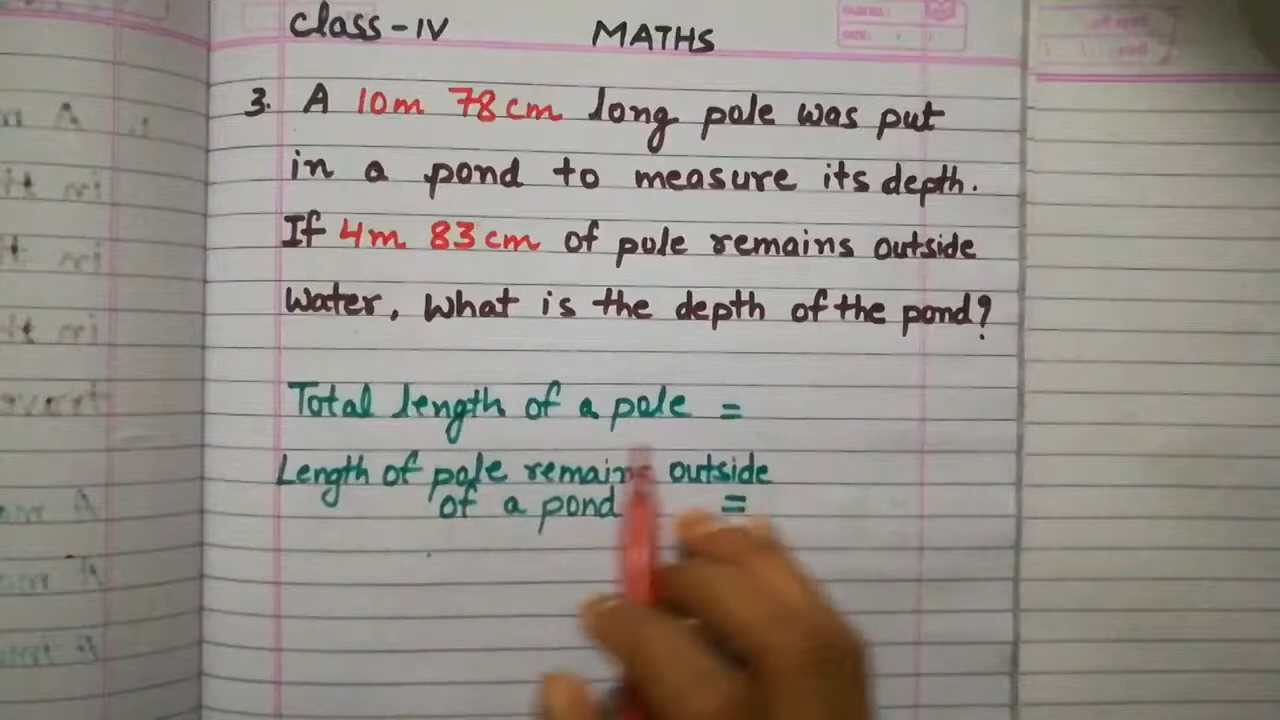 Class-IV MATHS
3. A 10m 78cm long pole was put
in a pond to measure its depth.
If 4m 83cm of pole remains outside
water, What is the depth of the pond?
Total length of a pole =
Length of pole remains outside
of a pond =